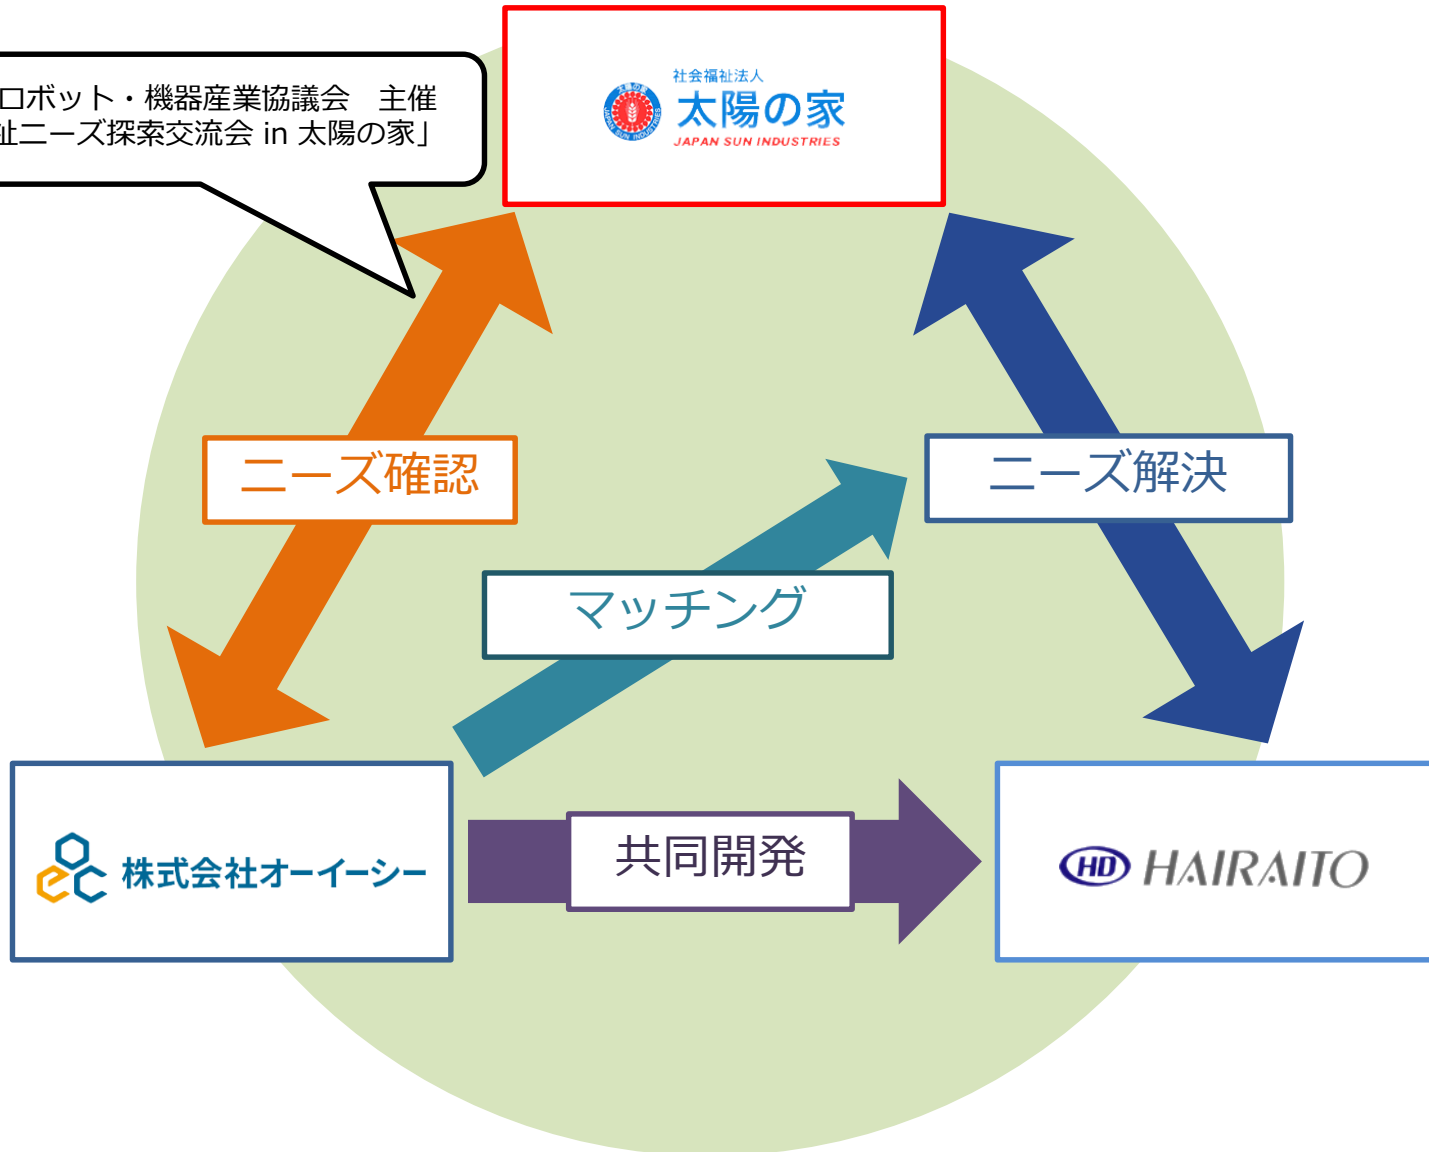 ロボット・機器産業協議会　主催
祉ニーズ探索交流会 in 太陽の家」
社会福祉法人
太陽の家
JAPAN SUN INDUSTRIES
ニーズ確認
ニーズ解決
マッチング
共同開発
oec 株式会社オーイーシー
HD HAIRAITO